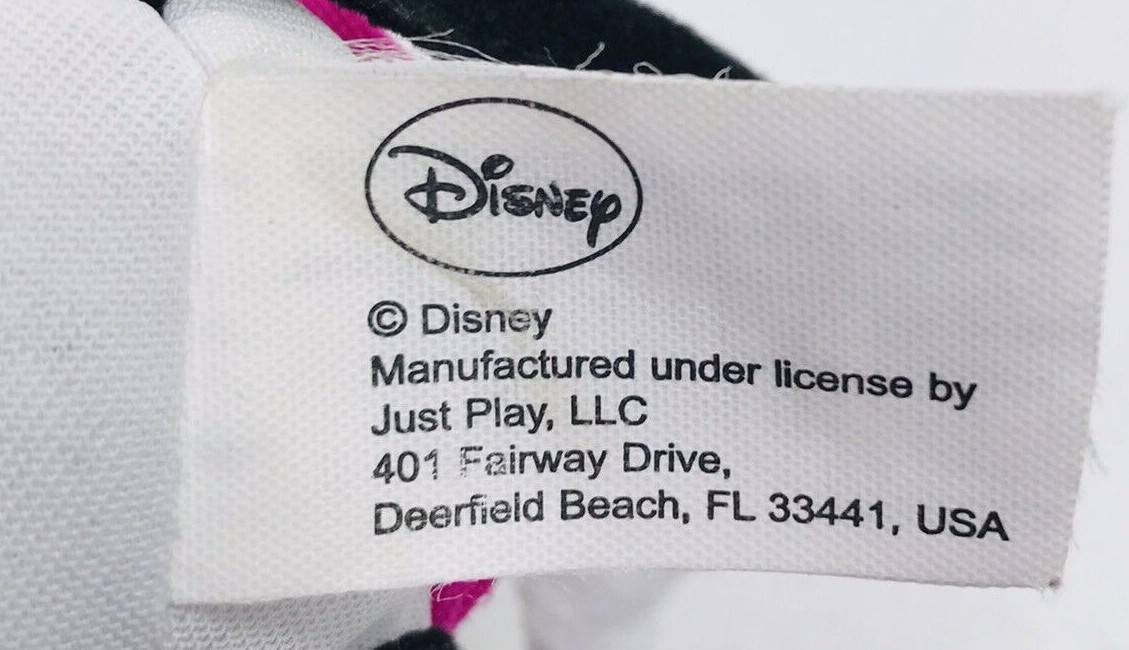 Disney
© Disney
Manufactured under license by
Just Play, LLC
401 Fairway Drive,
Deerfield Beach, FL 33441, USA